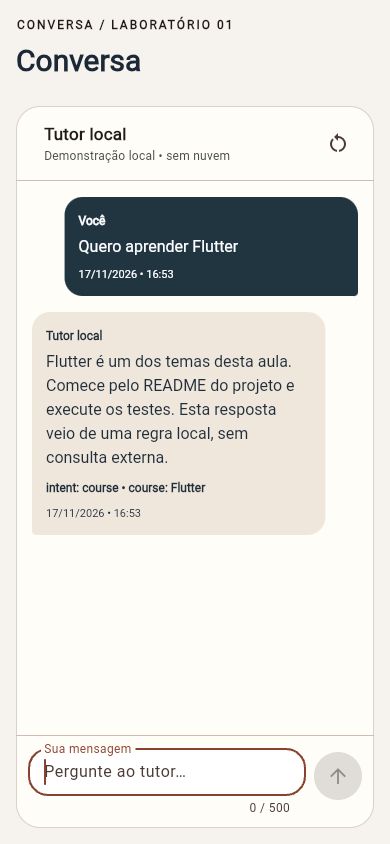 CONVERSA / LABORATÓRIO 01
Conversa
Tutor local
Demonstração local • sem nuvem
Você
Quero aprender Flutter
17/11/2026 • 16:53
Tutor local
Flutter é um dos temas desta aula.
Comece pelo README do projeto e
execute os testes. Esta resposta
veio de uma regra local, sem
consulta externa.
intent: course • course: Flutter
17/11/2026 • 16:53
Sua mensagem
Pergunte ao tutor…
0 / 500